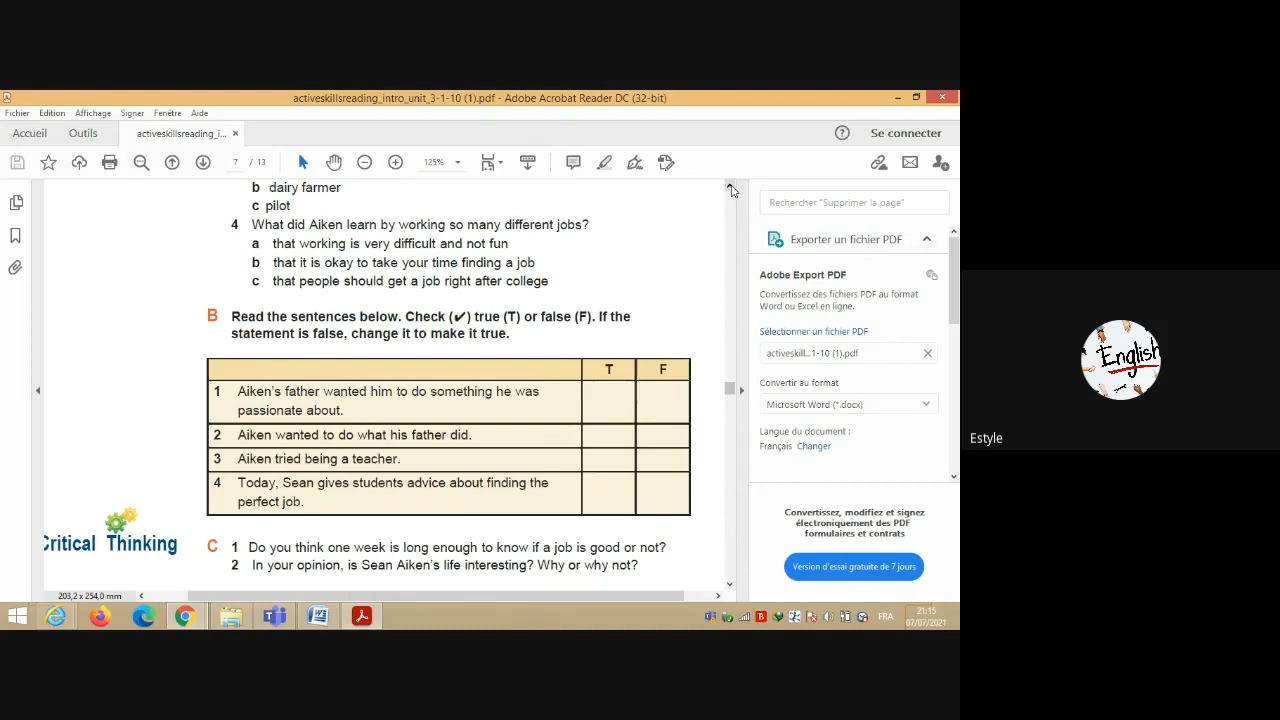 activeskillsreading_intro_unit_3-1-10 (1).pdf - Adobe Acrobat Reader DC (32-bit)
Fichier Edition Affichage Signer Fenêtre Aide
Accueil Outils activeskillsreading_i... × Se connecter
7 / 13 125%
b dairy farmer
c pilot
4 What did Aiken learn by working so many different jobs?
a that working is very difficult and not fun
b that it is okay to take your time finding a job
c that people should get a job right after college
B Read the sentences below. Check (✔) true (T) or false (F). If the
statement is false, change it to make it true.
T F
1 Aiken's father wanted him to do something he was
passionate about.
2 Aiken wanted to do what his father did.
3 Aiken tried being a teacher.
4 Today, Sean gives students advice about finding the
perfect job.
Critical Thinking
C 1 Do you think one week is long enough to know if a job is good or not?
2 In your opinion, is Sean Aiken's life interesting? Why or why not?
203,2 x 254,0 mm
Rechercher "Supprimer la page"
Exporter un fichier PDF
Adobe Export PDF
Convertissez des fichiers PDF au format
Word ou Excel en ligne.
Sélectionner un fichier PDF
activeskill...1-10 (1).pdf ×
Convertir au format
Microsoft Word (*.docx)
Langue du document :
Français Changer
Convertissez, modifiez et signez
électroniquement des PDF
formulaires et contrats
Version d'essai gratuite de 7 jours
FRA
21:15
07/07/2021
English
Estyle